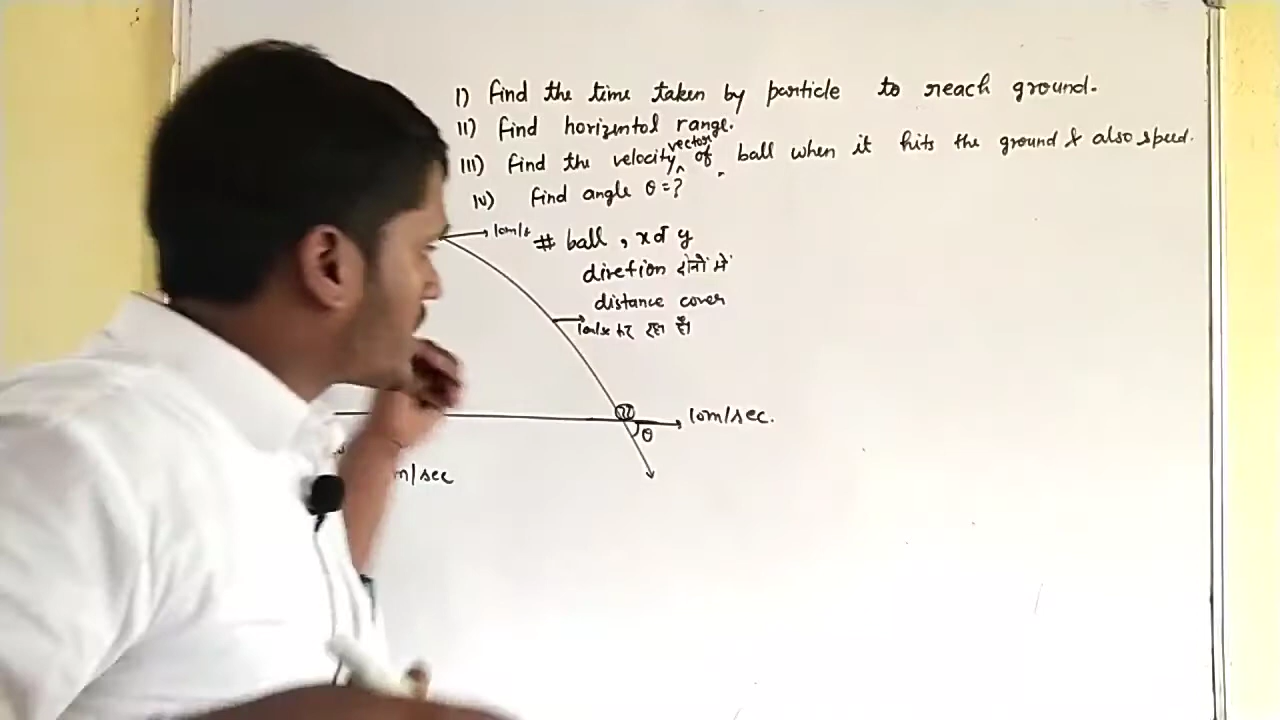 I) Find the time taken by particle to reach ground.
II) Find horizontol range.
III) Find the velocity vector of ball when it hits the ground & also speed.
IV) Find angle θ=?
10m/s
# ball , x or y
diretion दोनों में
distance cover
कर रहा है।
10m/sec.
θ
m/sec